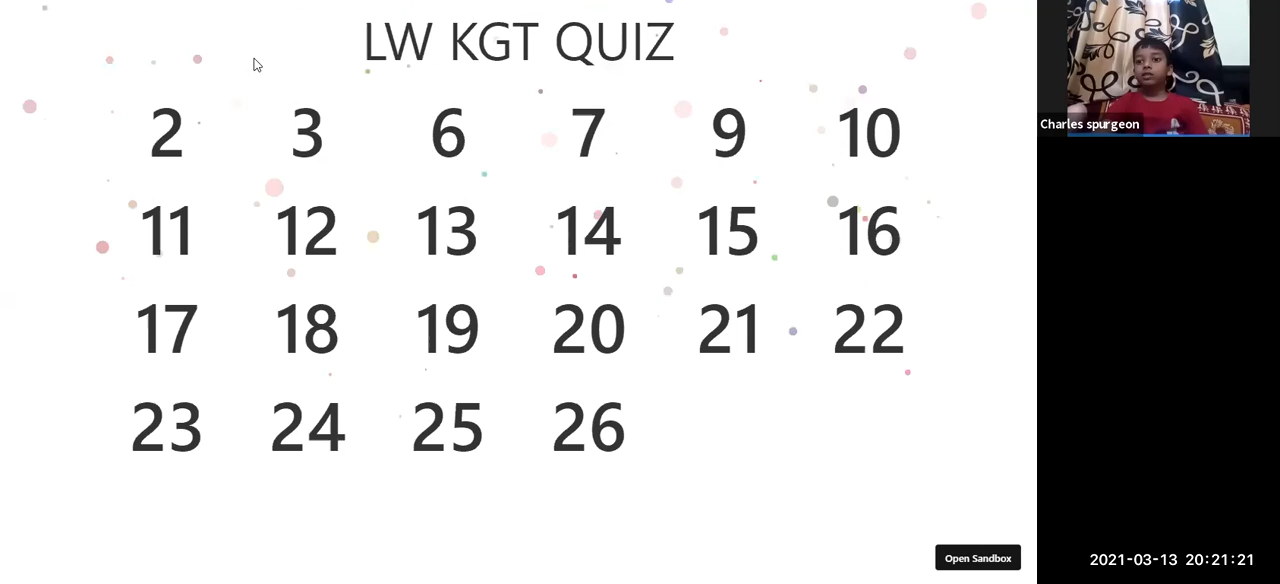 LW KGT QUIZ
2 3 6 7 9 10
11 12 13 14 15 16
17 18 19 20 21 22
23 24 25 26
Open Sandbox
Charles spurgeon
2021-03-13 20:21:21